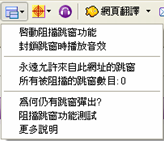 網頁翻譯
啟動阻擋跳窗功能
封鎖跳窗時播放音效
永遠允許來自此網址的跳窗
所有被阻擋的跳窗數目: 0
爲何仍有跳窗彈出?
阻擋跳窗功能測試
更多說明